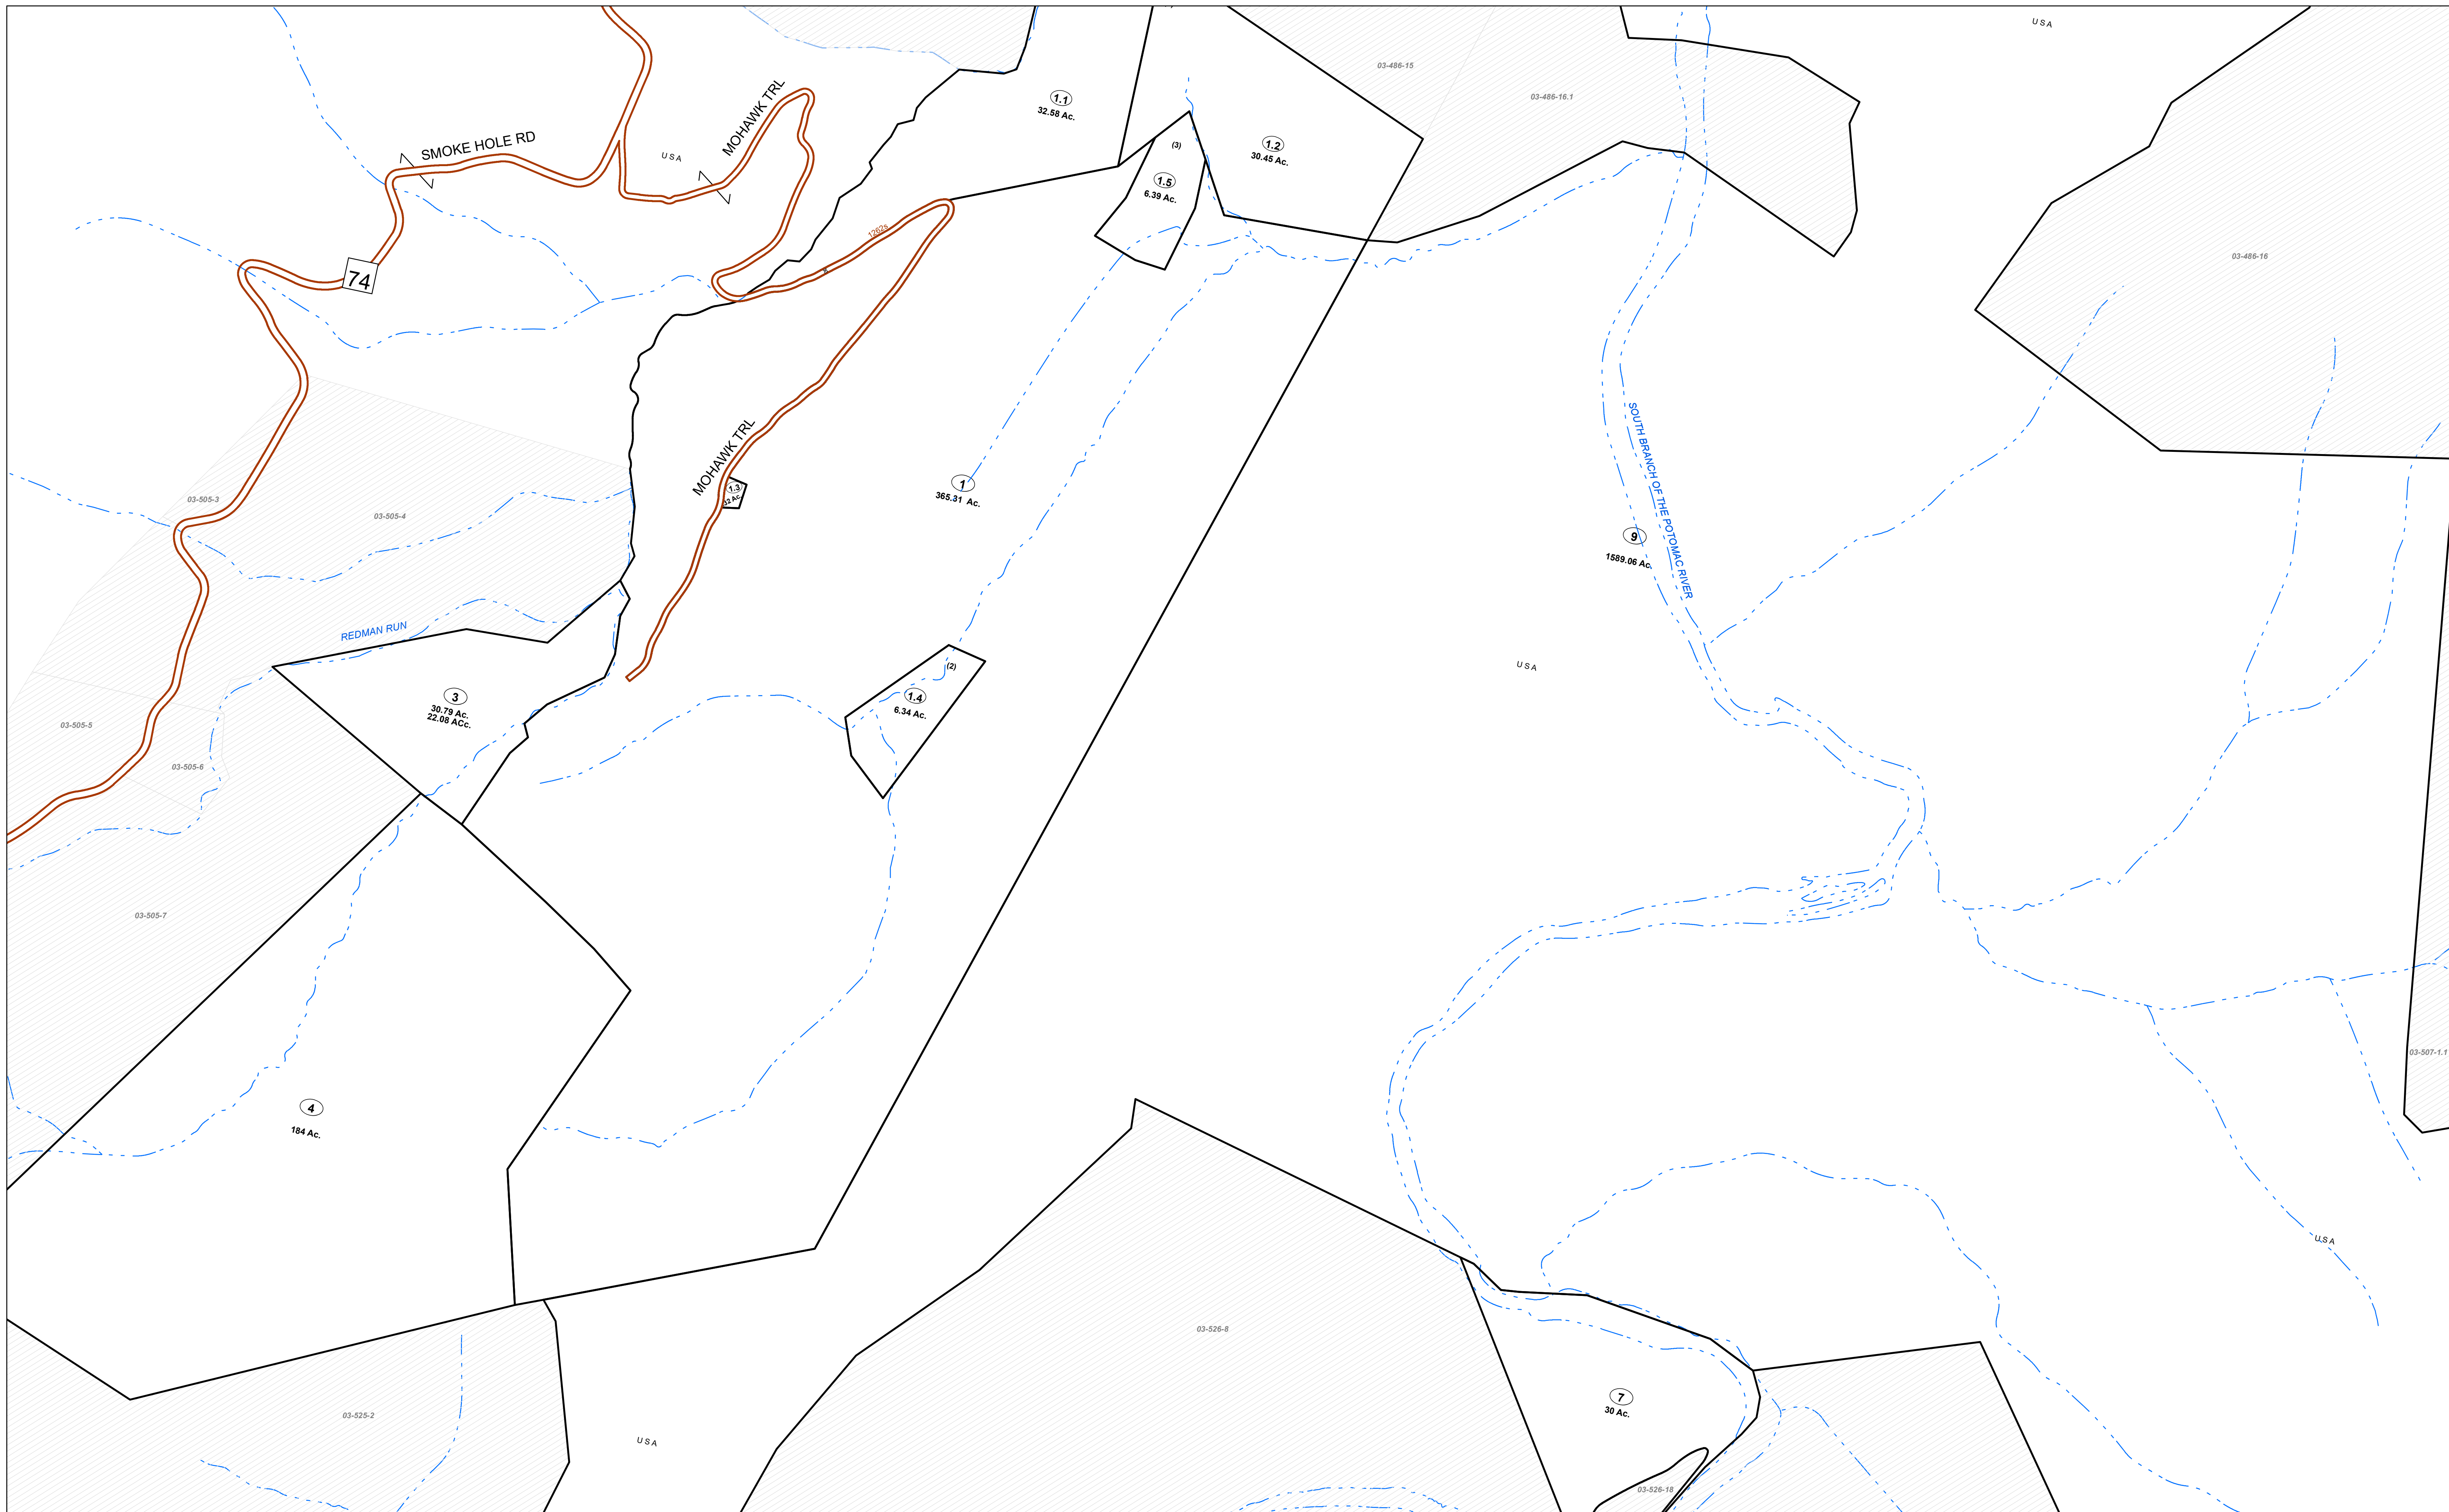 U S A
03-486-15
MOHAWK TRL
03-486-16.1
1.1
32.58 Ac.
SMOKE HOLE RD
1.2
30.45 Ac.
(3)
U S A
1.5
6.39 Ac.
1262s
03-486-16
74
SOUTH BRANCH OF THE POTOMAC RIVER
MOHAWK TRL
1
365.31 Ac.
1.3
03-505-3
03-505-4
9
1589.06 Ac.
REDMAN RUN
U S A
(2)
3
30.79 Ac.
22.08 ACc.
1.4
6.34 Ac.
03-505-5
03-505-6
03-505-7
03-507-1.1
4
184 Ac.
U S A
03-526-8
7
30 Ac.
03-525-2
U S A
03-526-18